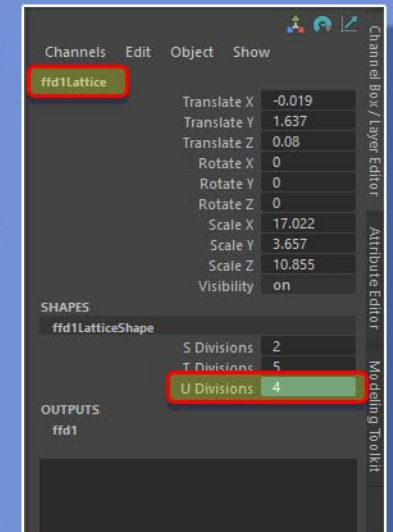 Channels Edit Object Show
ffd1Lattice
Translate X -0.019
Translate Y 1.637
Translate Z 0.08
Rotate X 0
Rotate Y 0
Rotate Z 0
Scale X 17.022
Scale Y 3.657
Scale Z 10.855
Visibility on
SHAPES
ffd1LatticeShape
S Divisions 2
T Divisions 5
U Divisions 4
OUTPUTS
ffd1
Channel Box / Layer Editor
Attribute Editor
Modeling Toolkit